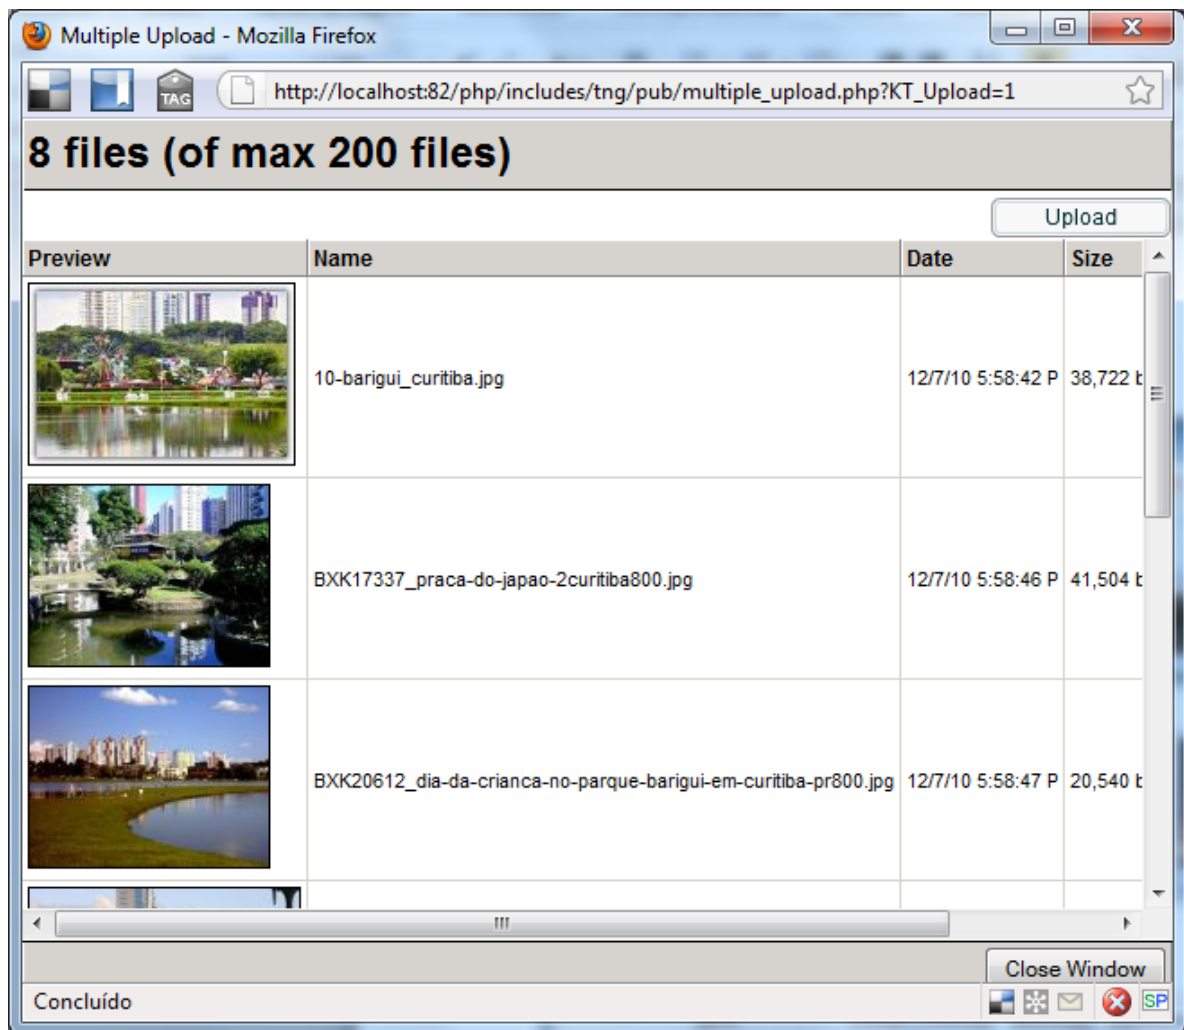 Multiple Upload - Mozilla Firefox
TAG
http://localhost:82/php/includes/tng/pub/multiple_upload.php?KT_Upload=1
8 files (of max 200 files)
Upload
Preview Name Date Size
10-barigui_curitiba.jpg 12/7/10 5:58:42 P 38,722 b
BXK17337_praca-do-japao-2curitiba800.jpg 12/7/10 5:58:46 P 41,504 b
BXK20612_dia-da-crianca-no-parque-barigui-em-curitiba-pr800.jpg 12/7/10 5:58:47 P 20,540 b
Close Window
Concluído
SP